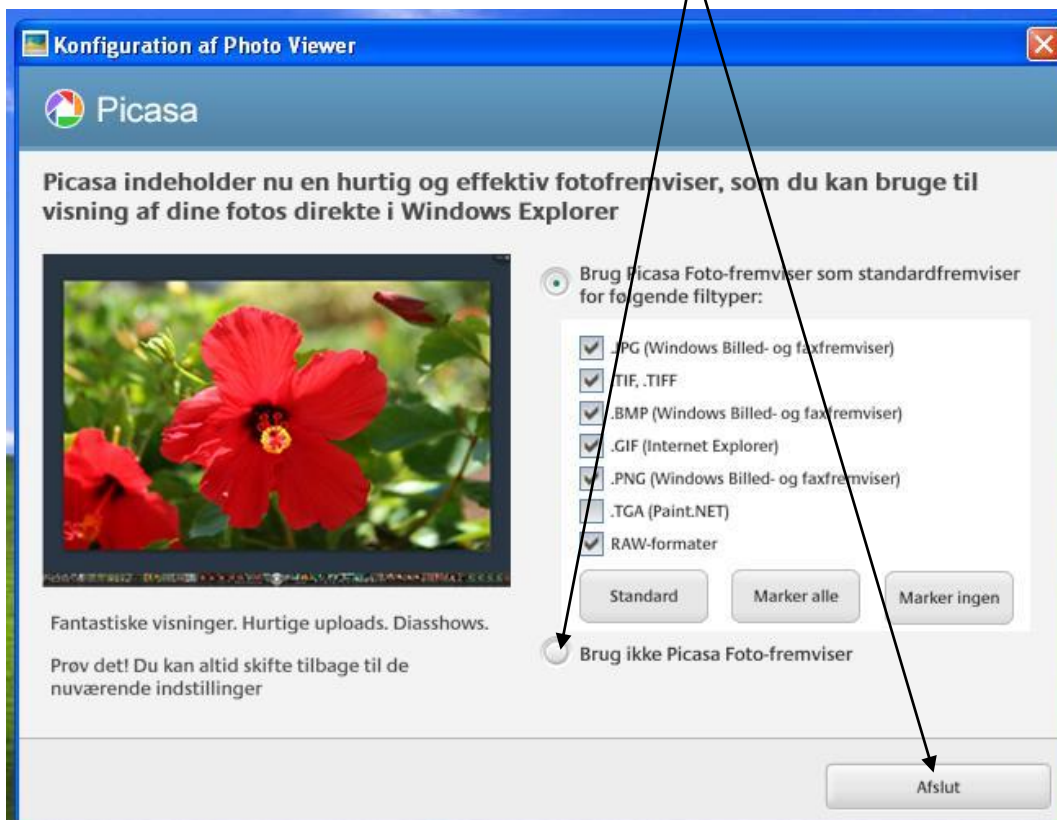 Konfiguration af Photo Viewer
Picasa
Picasa indeholder nu en hurtig og effektiv fotofremviser, som du kan bruge til
visning af dine fotos direkte i Windows Explorer
Brug Picasa Foto-fremviser som standardfremviser
for følgende filtyper:
.JPG (Windows Billed- og faxfremviser)
.TIF, .TIFF
.BMP (Windows Billed- og faxfremviser)
.GIF (Internet Explorer)
.PNG (Windows Billed- og faxfremviser)
.TGA (Paint.NET)
RAW-formater
Standard
Marker alle
Marker ingen
Brug ikke Picasa Foto-fremviser
Fantastiske visninger. Hurtige uploads. Diasshows.
Prøv det! Du kan altid skifte tilbage til de
nuværende indstillinger
Afslut